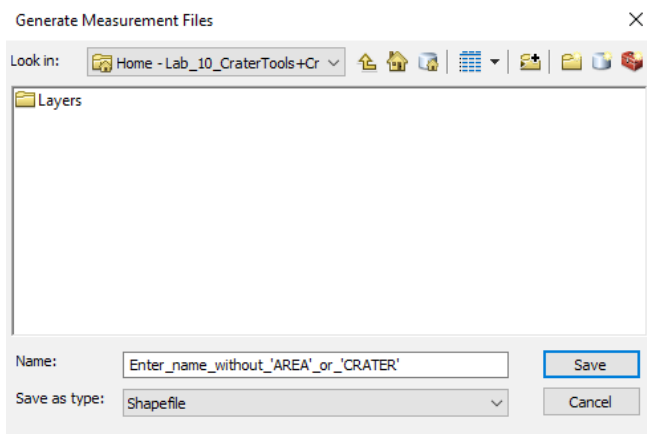 Generate Measurement Files
Look in: Home - Lab_10_CraterTools+Cr
Layers
Name: Enter_name_without_'AREA'_or_'CRATER'
Save
Save as type: Shapefile
Cancel